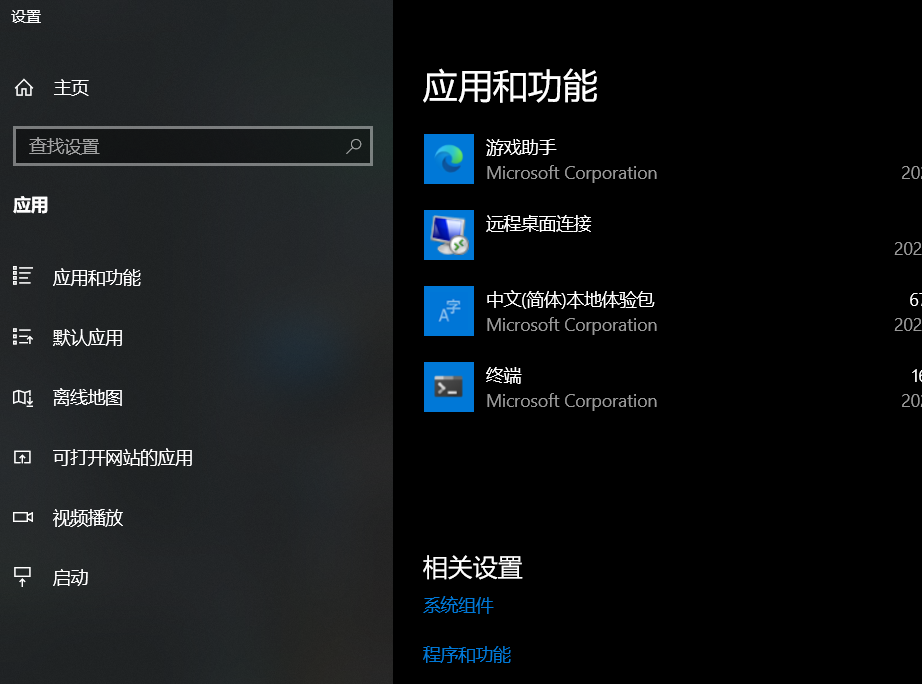 设置
主页
查找设置
应用
应用和功能
默认应用
离线地图
可打开网站的应用
视频播放
启动
应用和功能
游戏助手
Microsoft Corporation
远程桌面连接
202
中文(简体)本地体验包
Microsoft Corporation
202
终端
16
Microsoft Corporation
相关设置
系统组件
程序和功能